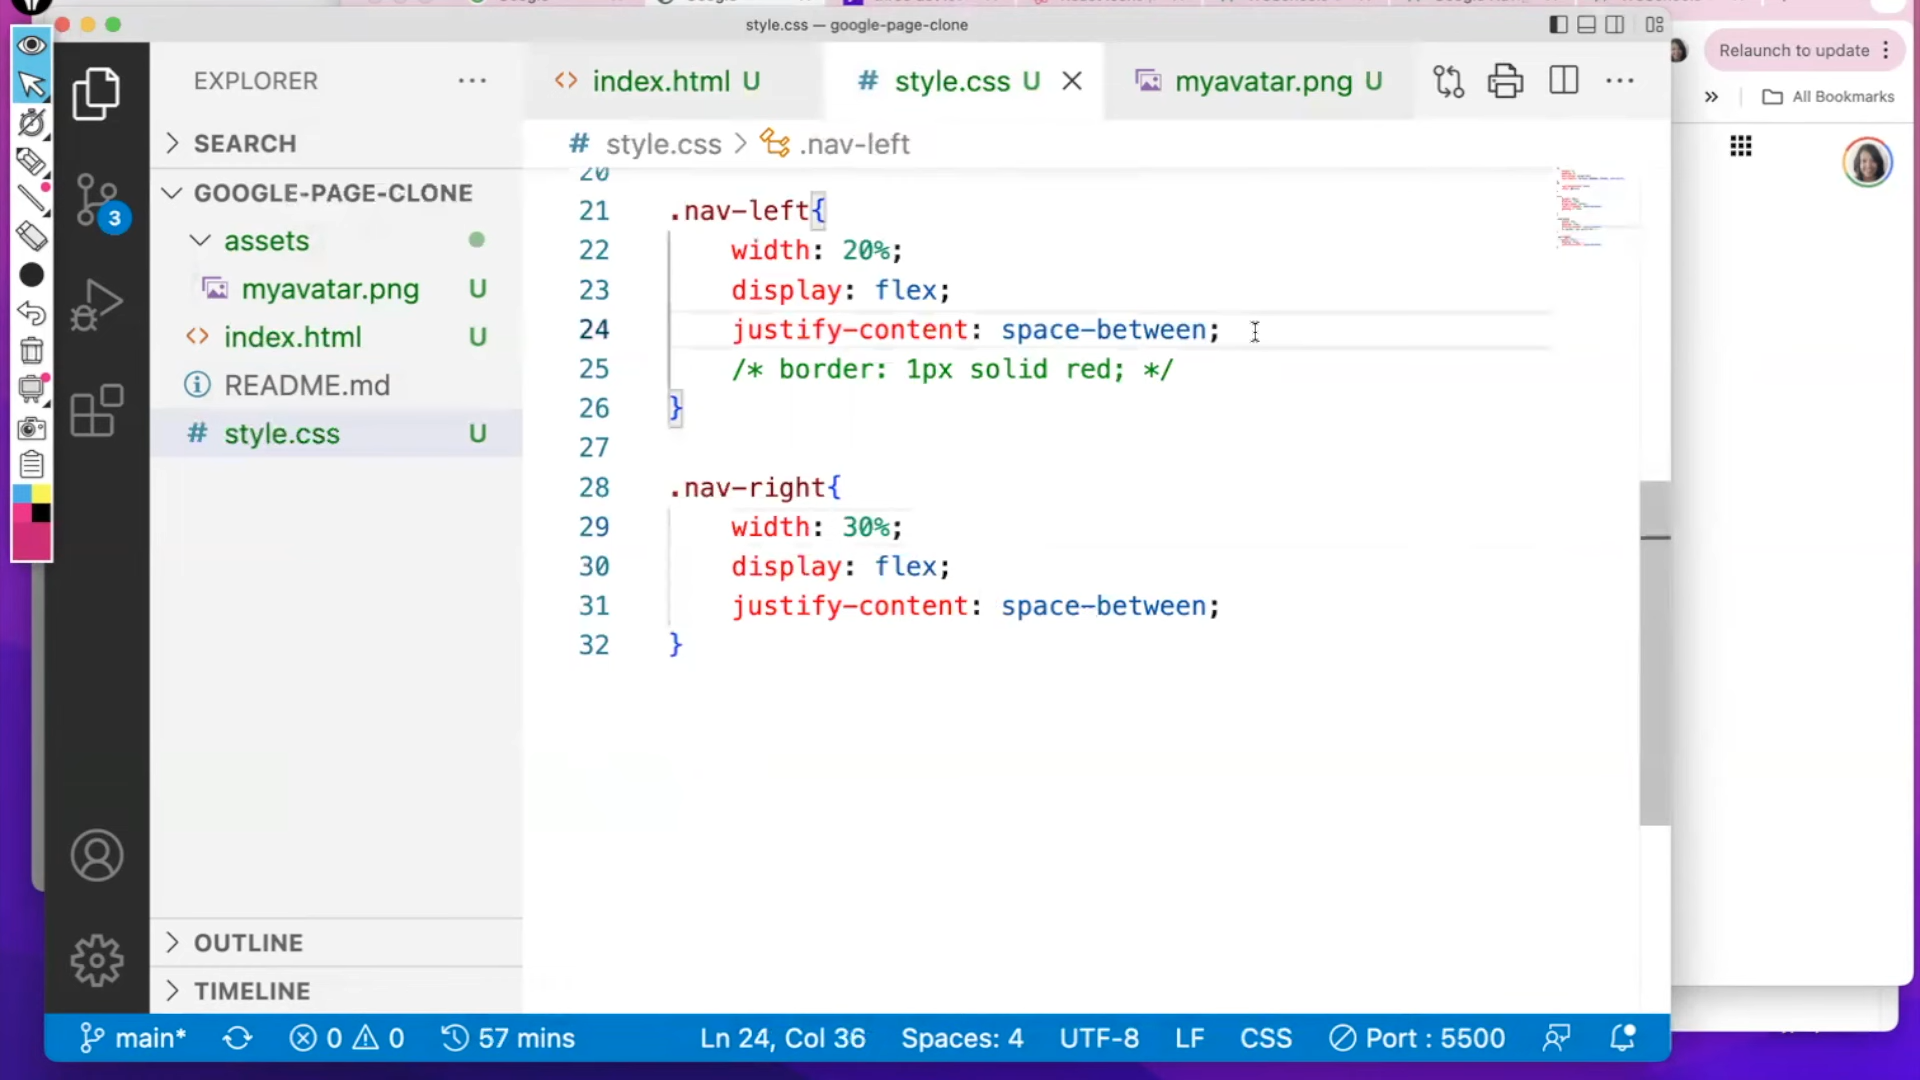 style.css — google-page-clone
Relaunch to update
All Bookmarks
EXPLORER
SEARCH
GOOGLE-PAGE-CLONE
assets
myavatar.png U
index.html U
README.md
style.css U
OUTLINE
TIMELINE
3
index.html U
style.css U
myavatar.png U
style.css > .nav-left
20
21 .nav-left{
22 width: 20%;
23 display: flex;
24 justify-content: space-between;
25 /* border: 1px solid red; */
26 }
27
28 .nav-right{
29 width: 30%;
30 display: flex;
31 justify-content: space-between;
32 }
main* 0 0 57 mins Ln 24, Col 36 Spaces: 4 UTF-8 LF CSS Port : 5500